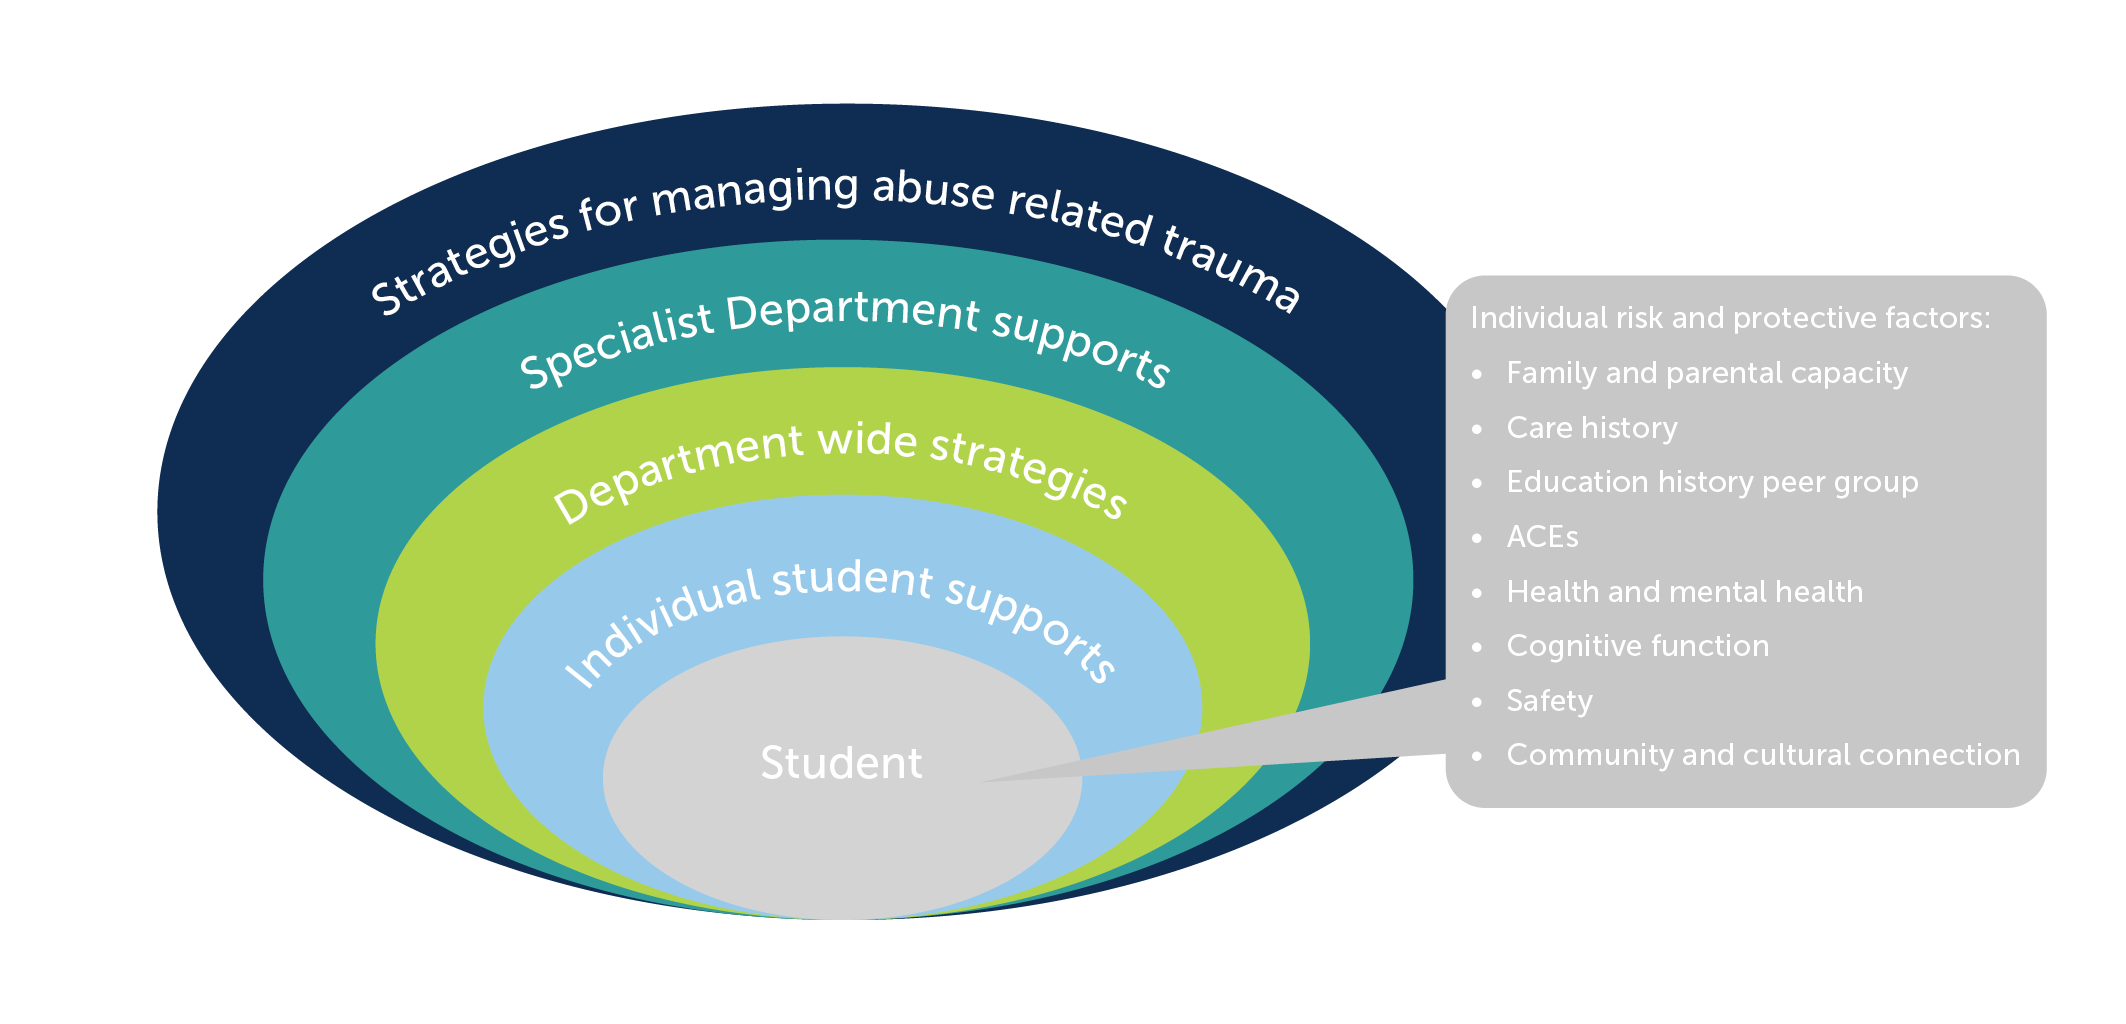 Strategies for managing abuse related trauma
Specialist Department supports
Department wide strategies
Individual student supports
Student
Individual risk and protective factors:
• Family and parental capacity
• Care history
• Education history peer group
• ACEs
• Health and mental health
• Cognitive function
• Safety
• Community and cultural connection